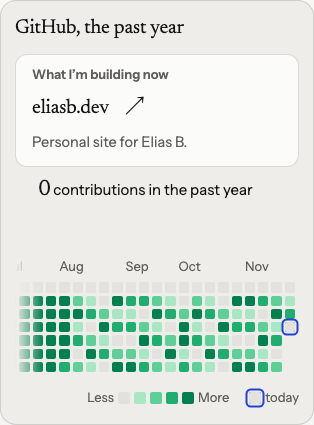 GitHub, the past year
What I'm building now
eliasb.dev
Personal site for Elias B.
0 contributions in the past year
Aug Sep Oct Nov
Less More today